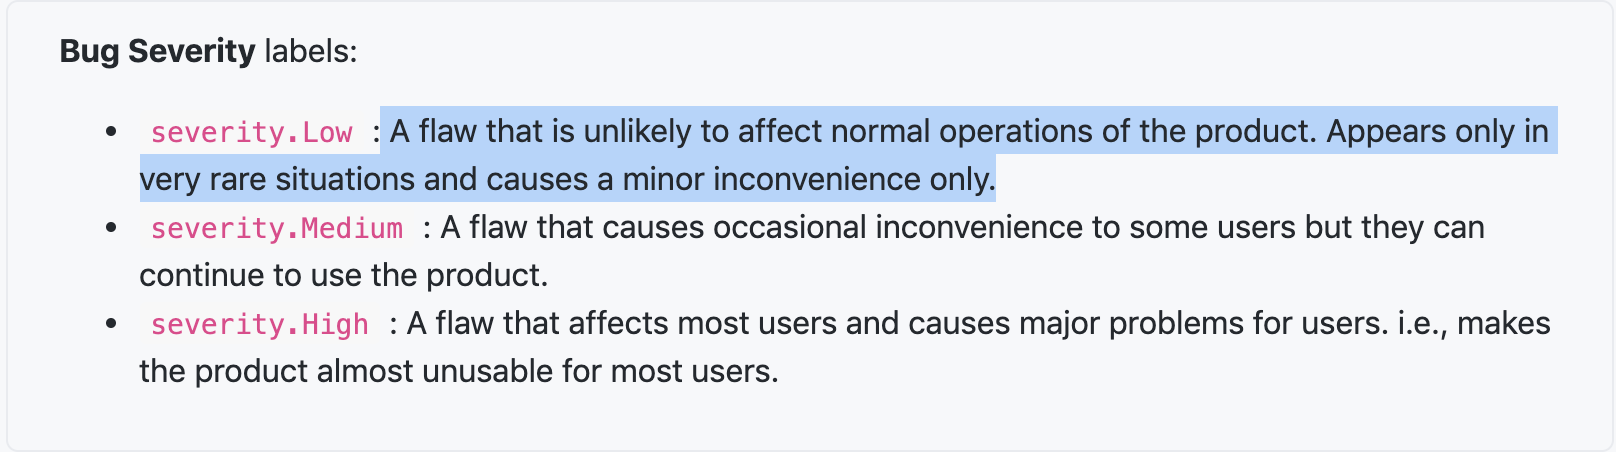 Bug Severity labels:
• severity.Low : A flaw that is unlikely to affect normal operations of the product. Appears only in
very rare situations and causes a minor inconvenience only.
• severity.Medium : A flaw that causes occasional inconvenience to some users but they can
continue to use the product.
• severity.High : A flaw that affects most users and causes major problems for users. i.e., makes
the product almost unusable for most users.